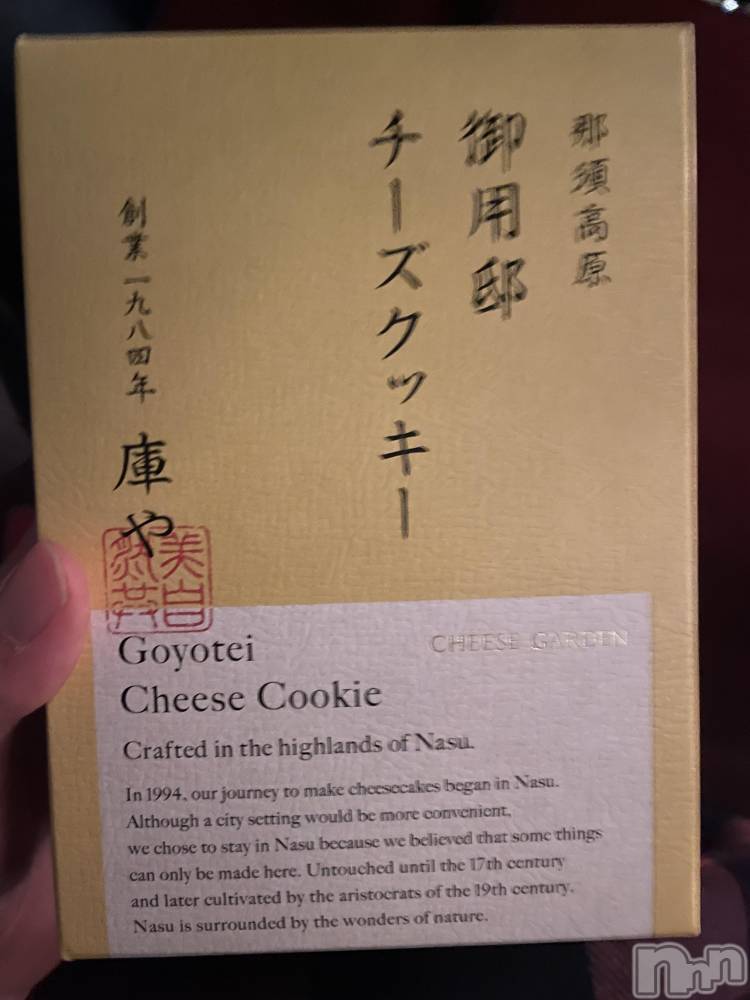 那須高原
御用邸
チーズクッキー
創業一九八四年
庫や
Goyotei
Cheese Cookie
CHEESE GARDEN
Crafted in the highlands of Nasu.
In 1994, our journey to make cheesecakes began in Nasu.
Although a city setting would be more convenient,
we chose to stay in Nasu because we believed that some things
can only be made here. Untouched until the 17th century
and later cultivated by the aristocrats of the 19th century.
Nasu is surrounded by the wonders of nature.